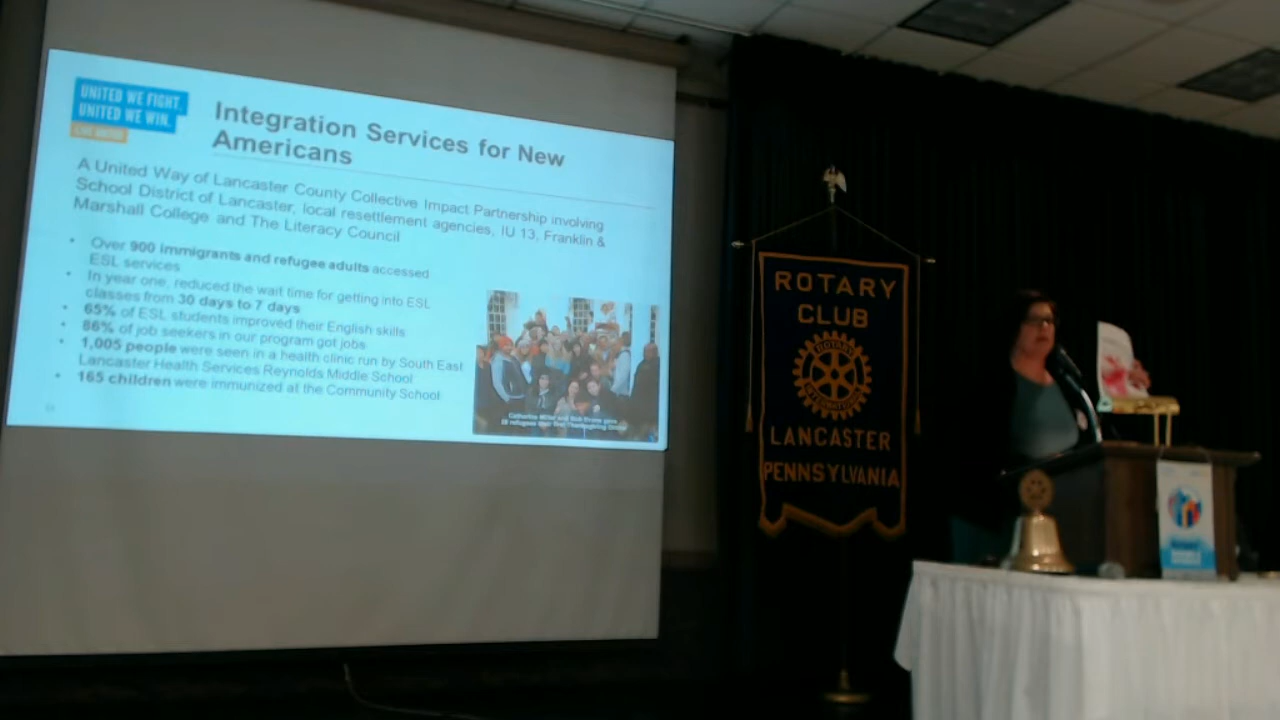 UNITED WE FIGHT.
UNITED WE WIN.
LIVE UNITED
Integration Services for New
Americans
A United Way of Lancaster County Collective Impact Partnership involving
School District of Lancaster, local resettlement agencies, IU 13, Franklin &
Marshall College and The Literacy Council
• Over 900 immigrants and refugee adults accessed
ESL services
• In year one, reduced the wait time for getting into ESL
classes from 30 days to 7 days
• 65% of ESL students improved their English skills
• 86% of job seekers in our program got jobs
• 1,005 people were seen in a health clinic run by South East
Lancaster Health Services Reynolds Middle School
• 165 children were immunized at the Community School
ROTARY
CLUB
ROTARY
INTERNATIONAL
LANCASTER
PENNSYLVANIA